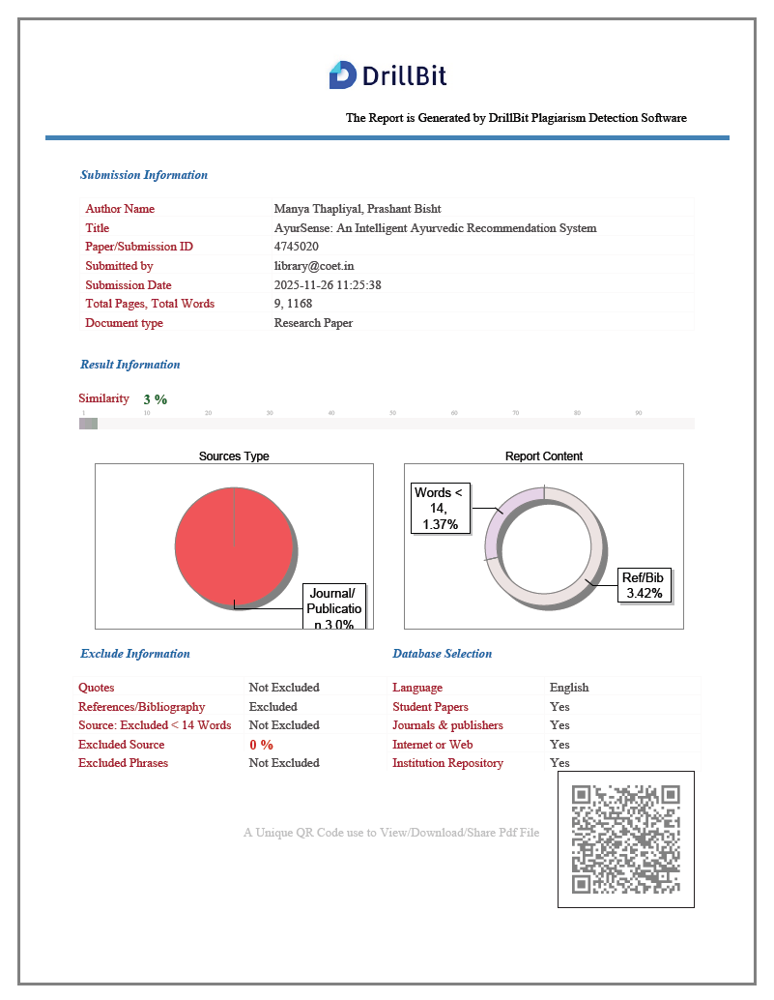 DrillBit
The Report is Generated by DrillBit Plagiarism Detection Software
Submission Information
Author Name Manya Thapliyal, Prashant Bisht
Title AyurSense: An Intelligent Ayurvedic Recommendation System
Paper/Submission ID 4745020
Submitted by library@coet.in
Submission Date 2025-11-26 11:25:38
Total Pages, Total Words 9, 1168
Document type Research Paper
Result Information
Similarity 3 %
1 10 20 30 40 50 60 70 80 90
Sources Type
Journal/
Publicatio
n 3.0%
Report Content
Words <
14,
1.37%
Ref/Bib
3.42%
Exclude Information
Quotes Not Excluded
References/Bibliography Excluded
Source: Excluded < 14 Words Not Excluded
Excluded Source 0 %
Excluded Phrases Not Excluded
Database Selection
Language English
Student Papers Yes
Journals & publishers Yes
Internet or Web Yes
Institution Repository Yes
A Unique QR Code use to View/Download/Share Pdf File